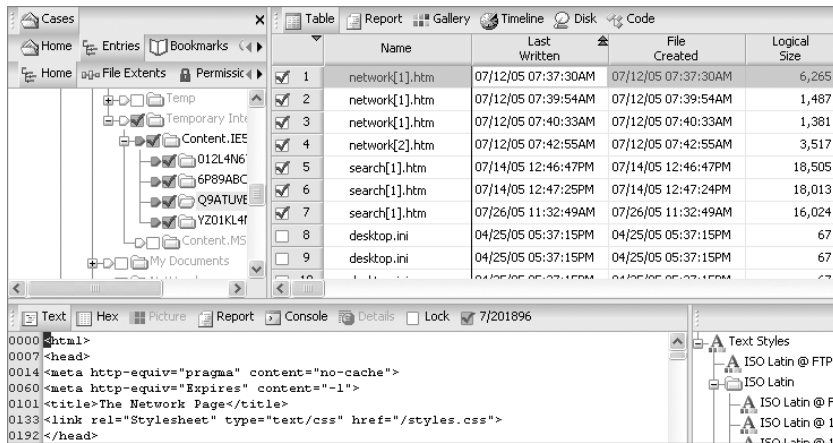 Cases
Home Entries Bookmarks
Home File Extents Permissic
Temp
Temporary Inte
Content.IE5
012L4N6
6P89ABC
Q9ATUVE
YZ01KL4
Content.MS
My Documents
Table Report Gallery Timeline Disk Code
Name Last Written File Created Logical Size
1 network[1].htm 07/12/05 07:37:30AM 07/12/05 07:37:30AM 6,265
2 network[1].htm 07/12/05 07:39:54AM 07/12/05 07:39:54AM 1,487
3 network[1].htm 07/12/05 07:40:33AM 07/12/05 07:40:33AM 1,381
4 network[2].htm 07/12/05 07:42:55AM 07/12/05 07:42:55AM 3,517
5 search[1].htm 07/14/05 12:46:47PM 07/14/05 12:46:47PM 18,505
6 search[1].htm 07/14/05 12:47:25PM 07/14/05 12:47:24PM 18,013
7 search[1].htm 07/26/05 11:32:49AM 07/26/05 11:32:49AM 16,024
8 desktop.ini 04/25/05 05:37:15PM 04/25/05 05:37:15PM 67
9 desktop.ini 04/25/05 05:37:15PM 04/25/05 05:37:15PM 67
Text Hex Picture Report Console Details Lock 7/201896
0000 <html>
0007 <head>
0014 <meta http-equiv="pragma" content="no-cache">
0060 <meta http-equiv="Expires" content="-1">
0101 <title>The Network Page</title>
0133 <link rel="Stylesheet" type="text/css" href="/styles.css">
0192 </head>
Text Styles
ISO Latin @ FTP
ISO Latin
ISO Latin @ F
ISO Latin @ 1